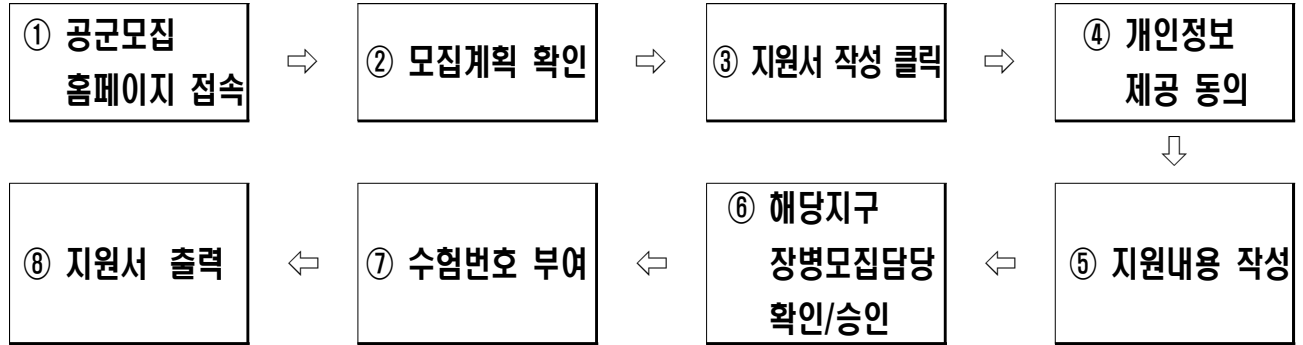 ① 공군모집
홈페이지 접속
② 모집계획 확인
③ 지원서 작성 클릭
④ 개인정보
제공 동의
⑤ 지원내용 작성
⑥ 해당지구
장병모집담당
확인/승인
⑦ 수험번호 부여
⑧ 지원서 출력